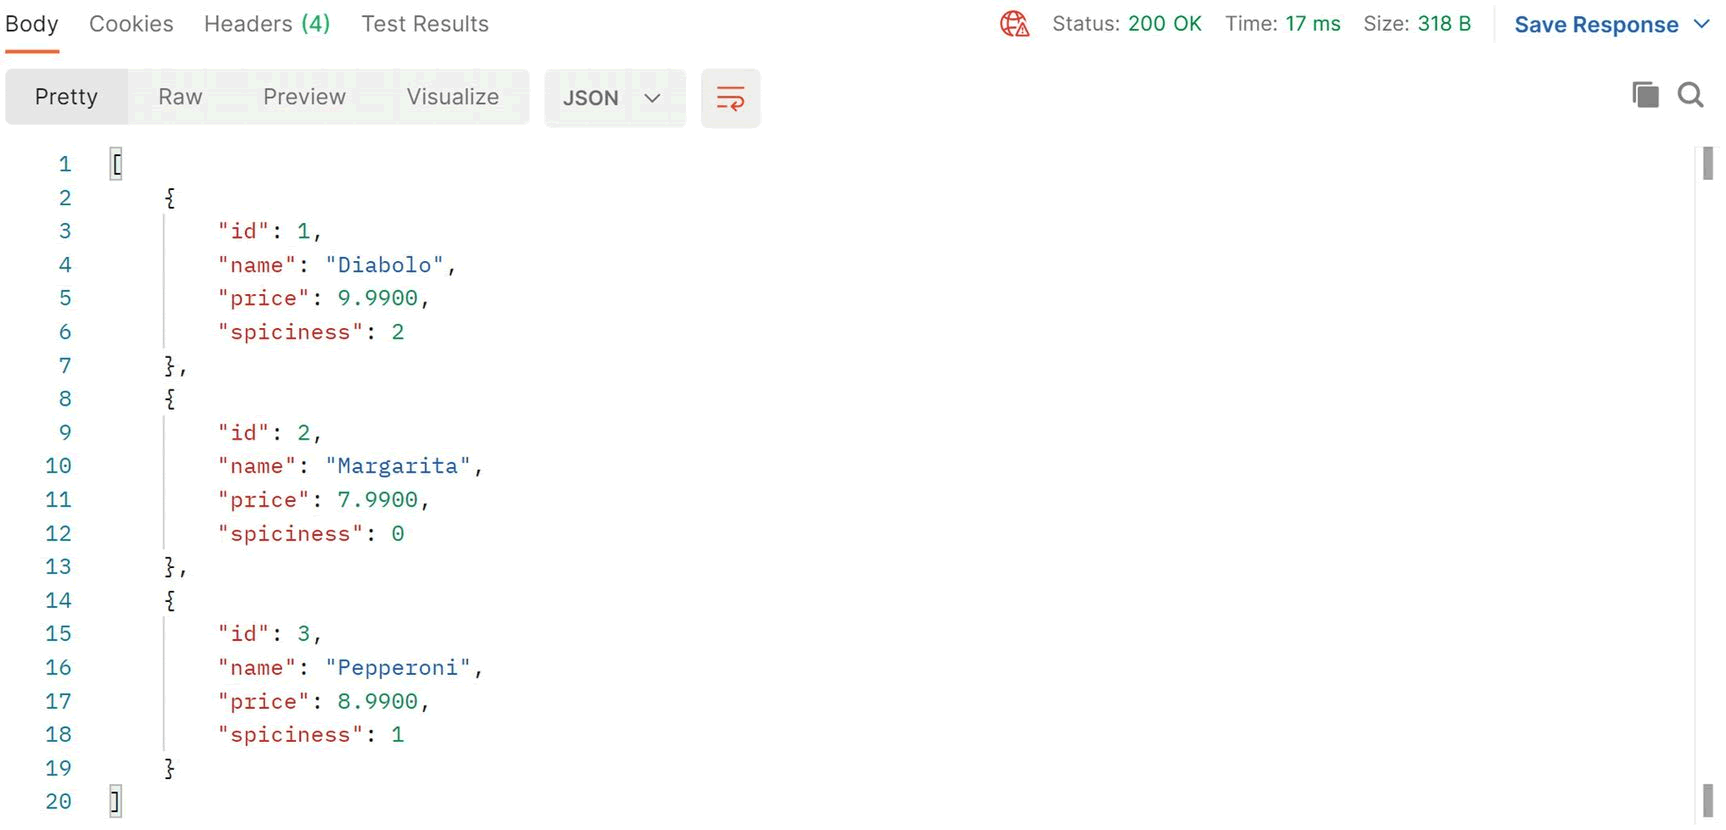 Body Cookies Headers (4) Test Results Status: 200 OK Time: 17 ms Size: 318 B Save Response
Pretty Raw Preview Visualize JSON
1 [
2 {
3 "id": 1,
4 "name": "Diabolo",
5 "price": 9.9900,
6 "spiciness": 2
7 },
8 {
9 "id": 2,
10 "name": "Margarita",
11 "price": 7.9900,
12 "spiciness": 0
13 },
14 {
15 "id": 3,
16 "name": "Pepperoni",
17 "price": 8.9900,
18 "spiciness": 1
19 }
20 ]